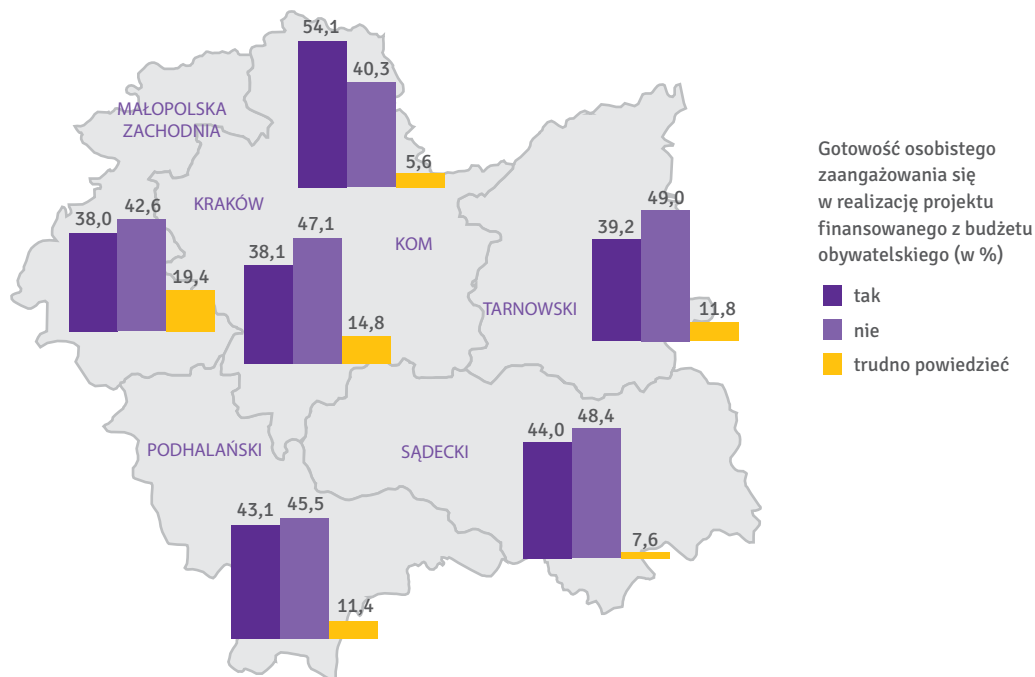 54,1
40,3
5,6
MAŁOPOLSKA
ZACHODNIA
38,0
42,6
19,4
KRAKÓW
38,1
47,1
14,8
KOM
TARNOWSKI
39,2
49,0
11,8
PODHALAŃSKI
43,1
45,5
11,4
SĄDECKI
44,0
48,4
7,6
Gotowość osobistego
zaangażowania się
w realizację projektu
finansowanego z budżetu
obywatelskiego (w %)
tak
nie
trudno powiedzieć